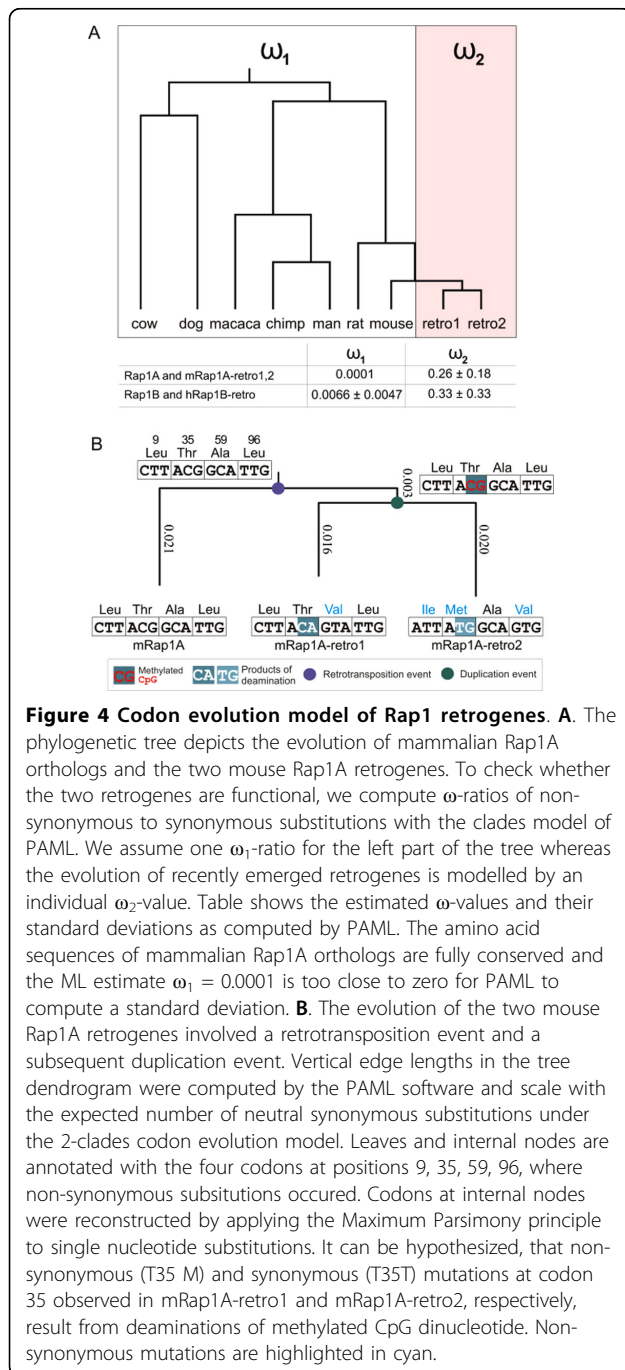 A
ω1
ω2
cow dog macaca chimp man rat mouse retro1 retro2
ω1 ω2
Rap1A and mRap1A-retro1,2 0.0001 0.26 ± 0.18
Rap1B and hRap1B-retro 0.0066 ± 0.0047 0.33 ± 0.33
B
9 35 59 96
Leu Thr Ala Leu
CTT ACG GCA TTG
Leu Thr Ala Leu
CTT ACG GCA TTG
0.003
0.021
0.016
0.020
Leu Thr Ala Leu
CTT ACG GCA TTG
mRap1A
Leu Thr Val Leu
CTT ACA GTA TTG
mRap1A-retro1
Ile Met Ala Val
ATT ATG GCA GTG
mRap1A-retro2
CG Methylated CpG
CA TG Products of deamination
Retrotransposition event
Duplication event
Figure 4 Codon evolution model of Rap1 retrogenes. A. The
phylogenetic tree depicts the evolution of mammalian Rap1A
orthologs and the two mouse Rap1A retrogenes. To check whether
the two retrogenes are functional, we compute ω-ratios of non-
synonymous to synonymous substitutions with the clades model of
PAML. We assume one ω1-ratio for the left part of the tree whereas
the evolution of recently emerged retrogenes is modelled by an
individual ω2-value. Table shows the estimated ω-values and their
standard deviations as computed by PAML. The amino acid
sequences of mammalian Rap1A orthologs are fully conserved and
the ML estimate ω1 = 0.0001 is too close to zero for PAML to
compute a standard deviation. B. The evolution of the two mouse
Rap1A retrogenes involved a retrotransposition event and a
subsequent duplication event. Vertical edge lengths in the tree
dendrogram were computed by the PAML software and scale with
the expected number of neutral synonymous substitutions under
the 2-clades codon evolution model. Leaves and internal nodes are
annotated with the four codons at positions 9, 35, 59, 96, where
non-synonymous subsitutions occured. Codons at internal nodes
were reconstructed by applying the Maximum Parsimony principle
to single nucleotide substitutions. It can be hypothesized, that non-
synonymous (T35 M) and synonymous (T35T) mutations at codon
35 observed in mRap1A-retro1 and mRap1A-retro2, respectively,
result from deaminations of methylated CpG dinucleotide. Non-
synonymous mutations are highlighted in cyan.